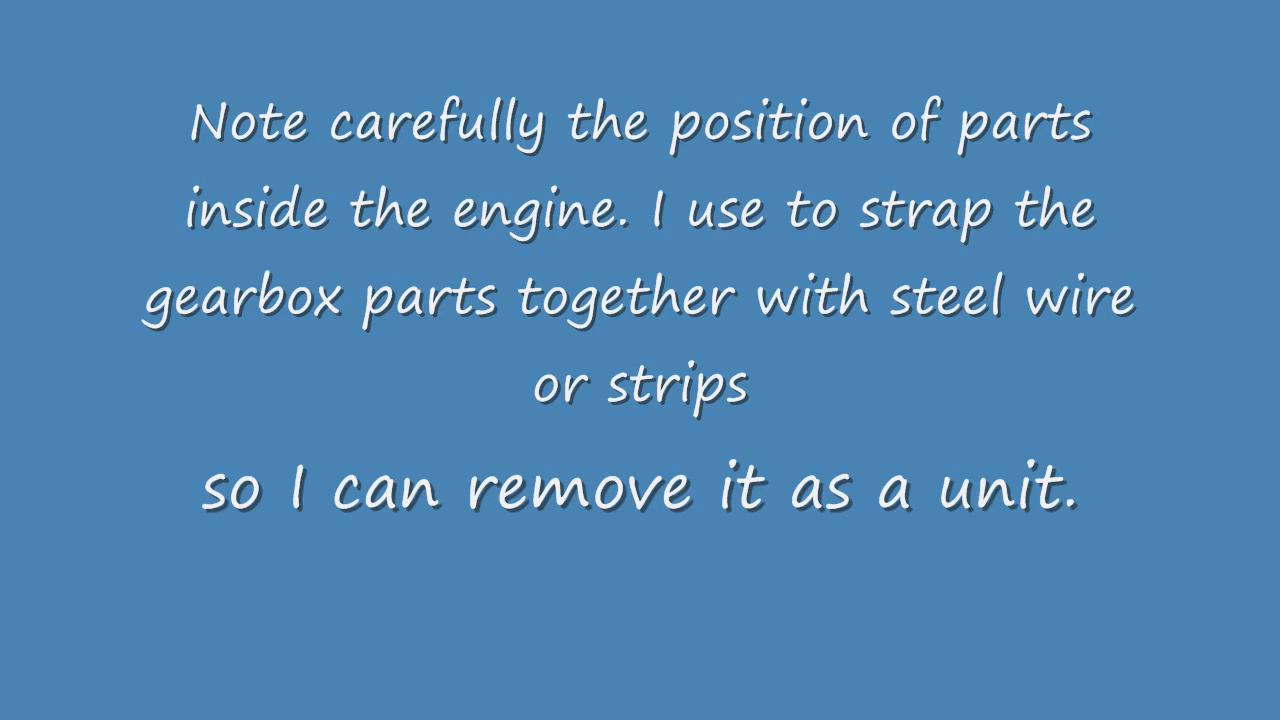 Note carefully the position of parts
inside the engine. I use to strap the
gearbox parts together with steel wire
or strips
so I can remove it as a unit.